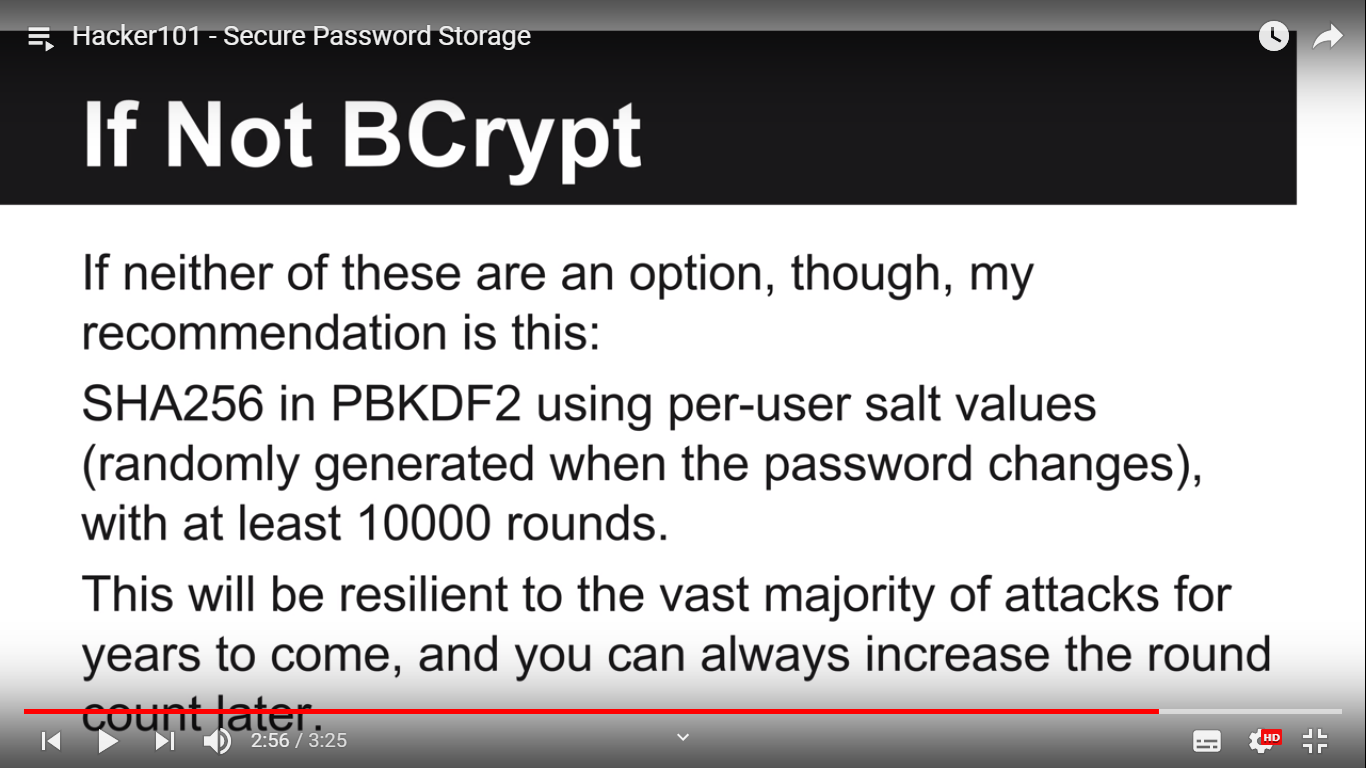 Hacker101 - Secure Password Storage
If Not BCrypt
If neither of these are an option, though, my
recommendation is this:
SHA256 in PBKDF2 using per-user salt values
(randomly generated when the password changes),
with at least 10000 rounds.
This will be resilient to the vast majority of attacks for
years to come, and you can always increase the round
count later.
2:56 / 3:25
HD